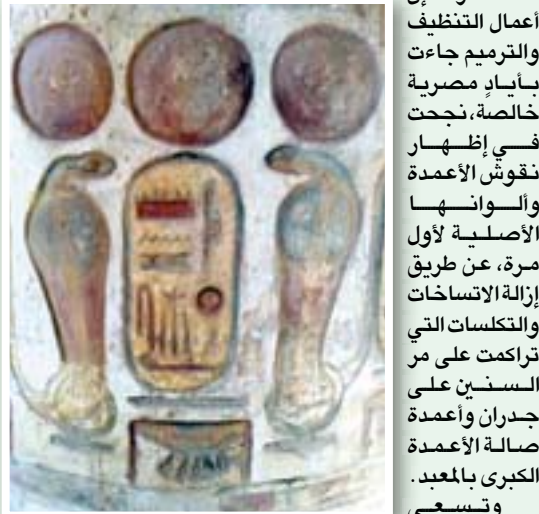 أعمال التنظيف
والترميم جاءت
بأيادٍ مصرية
خالصة، نجحت
في إظهار
نقوش الأعمدة
وألوانها
الأصلية لأول
مرة، عن طريق
إزالة الاتساخات
والتكلسات التي
تراكمت على مر
السنين على
جدران وأعمدة
صالة الأعمدة
الكبرى بالمعبد.
وتسعى